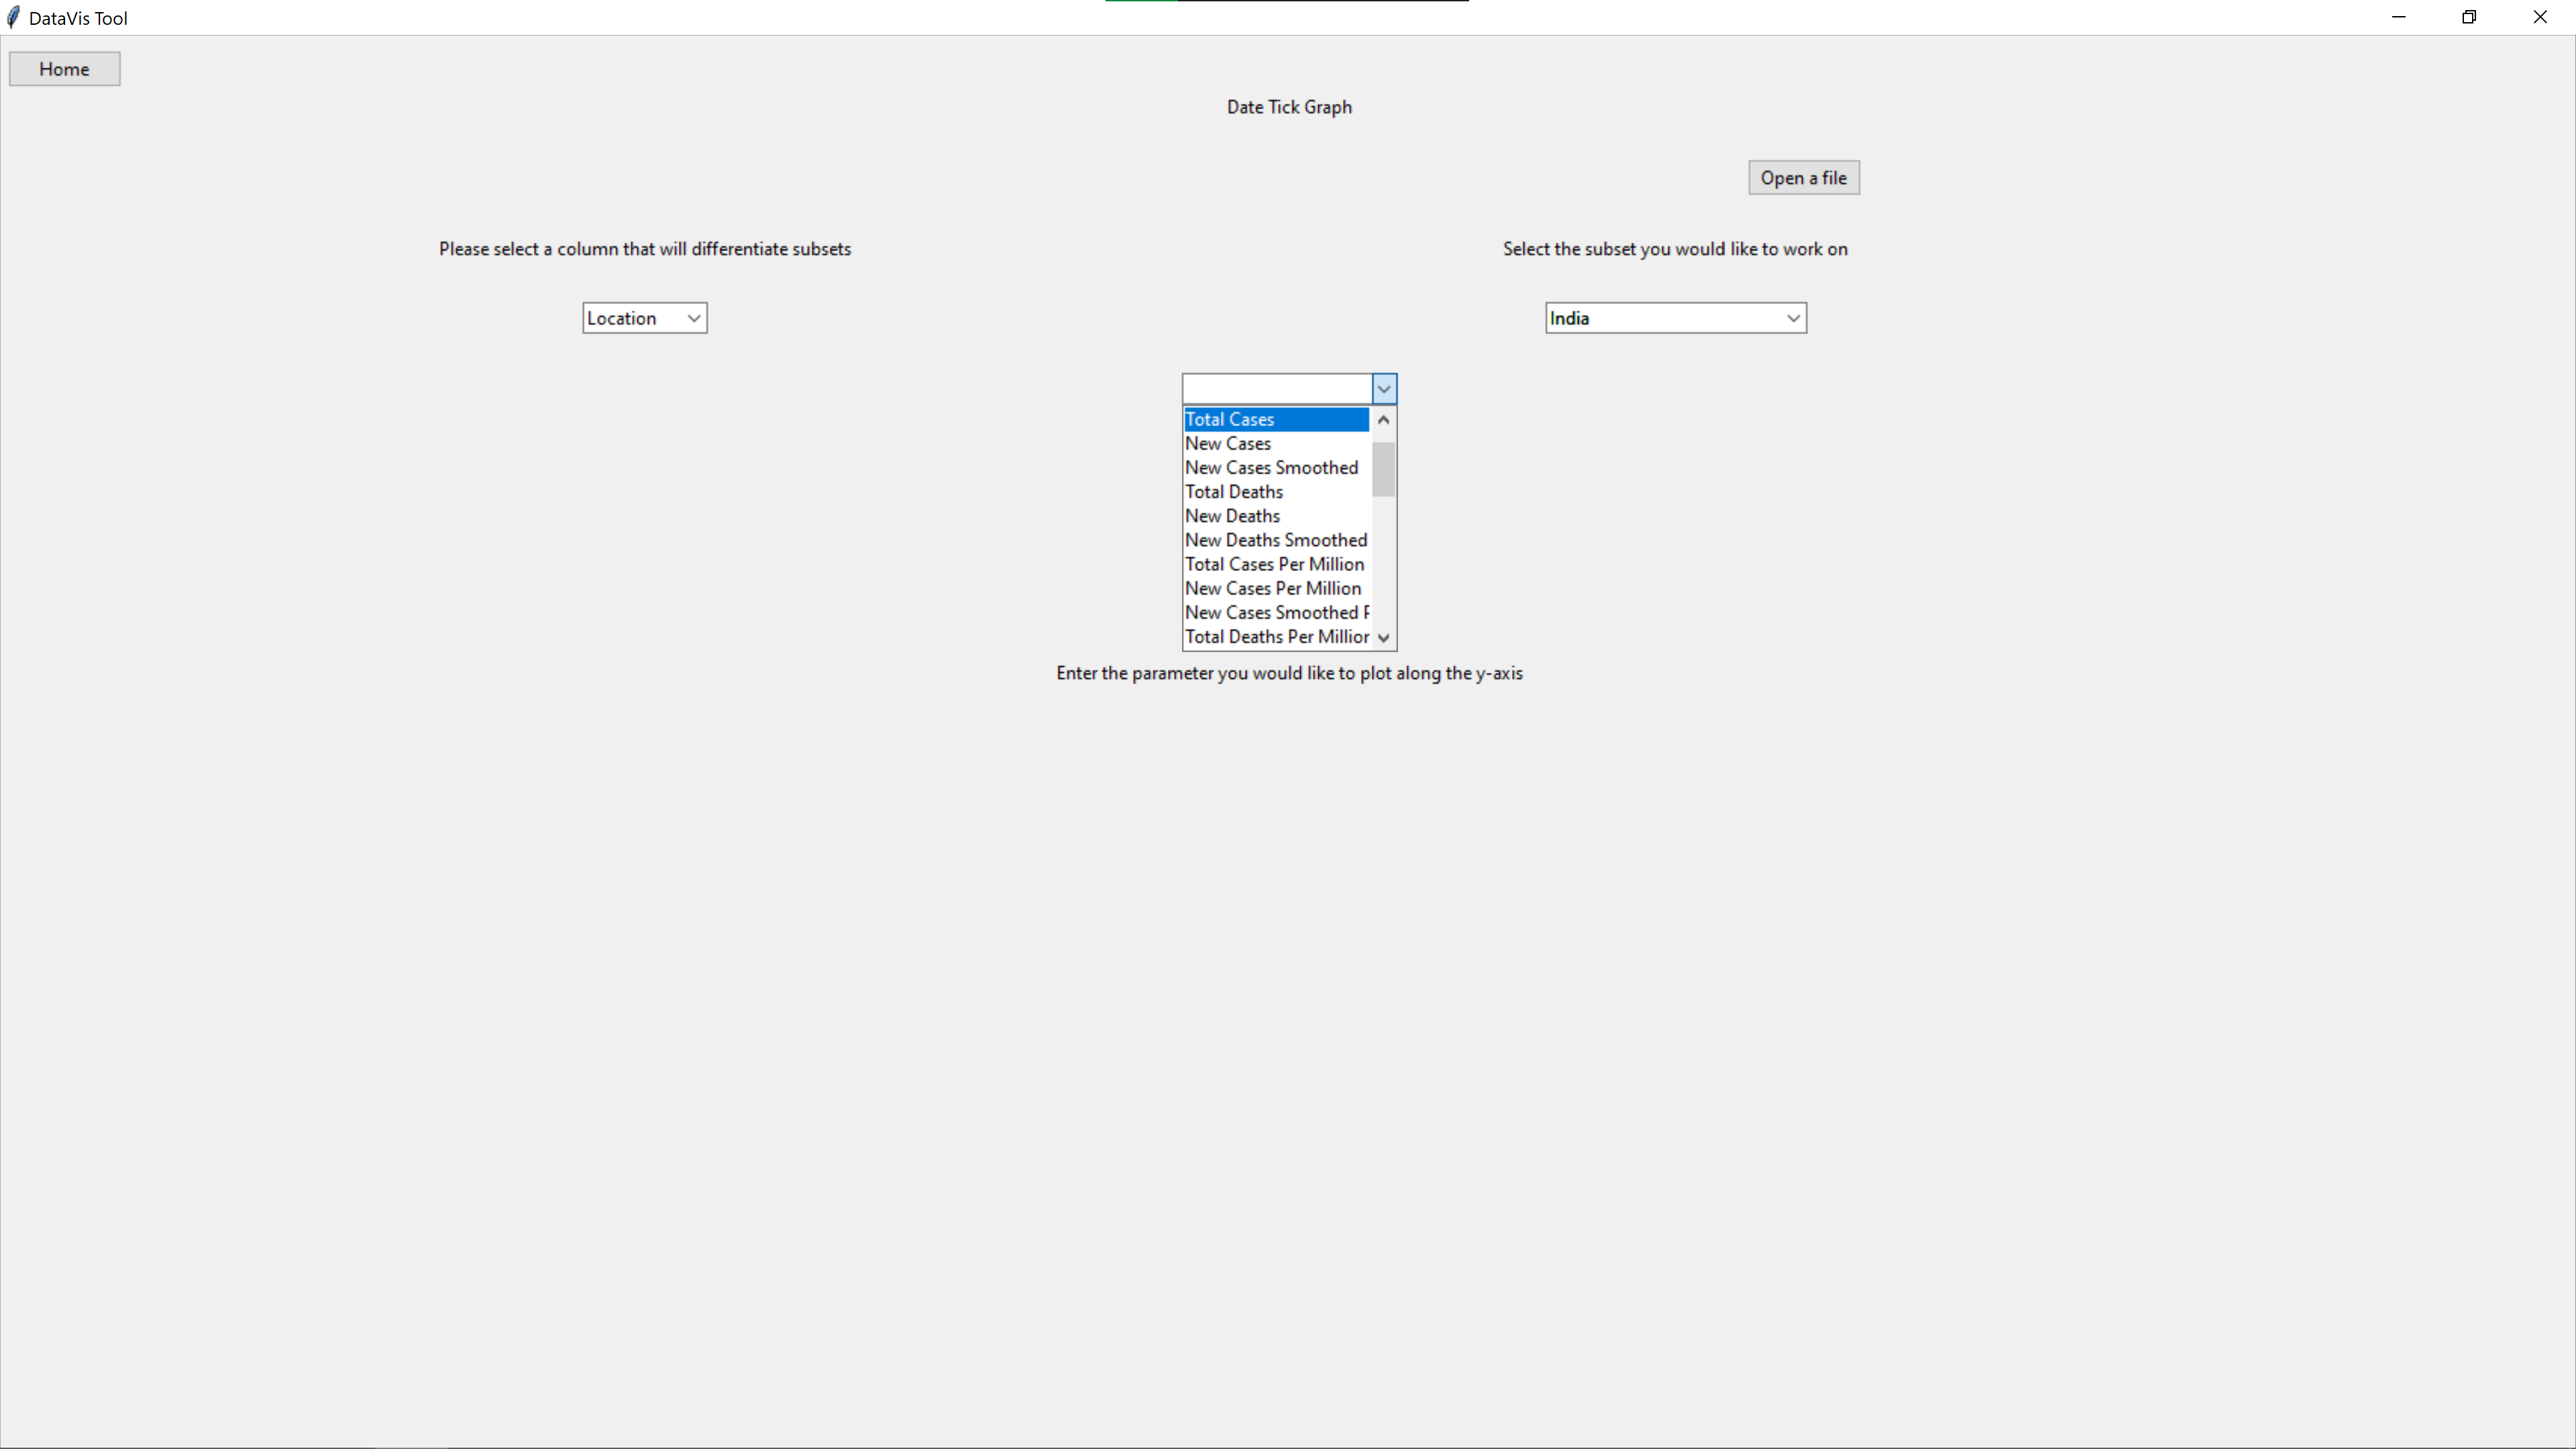 DataVis Tool
Home
Date Tick Graph
Open a file
Please select a column that will differentiate subsets
Select the subset you would like to work on
Location
India
Total Cases
New Cases
New Cases Smoothed
Total Deaths
New Deaths
New Deaths Smoothed
Total Cases Per Million
New Cases Per Million
New Cases Smoothed
Total Deaths Per Million
Enter the parameter you would like to plot along the y-axis